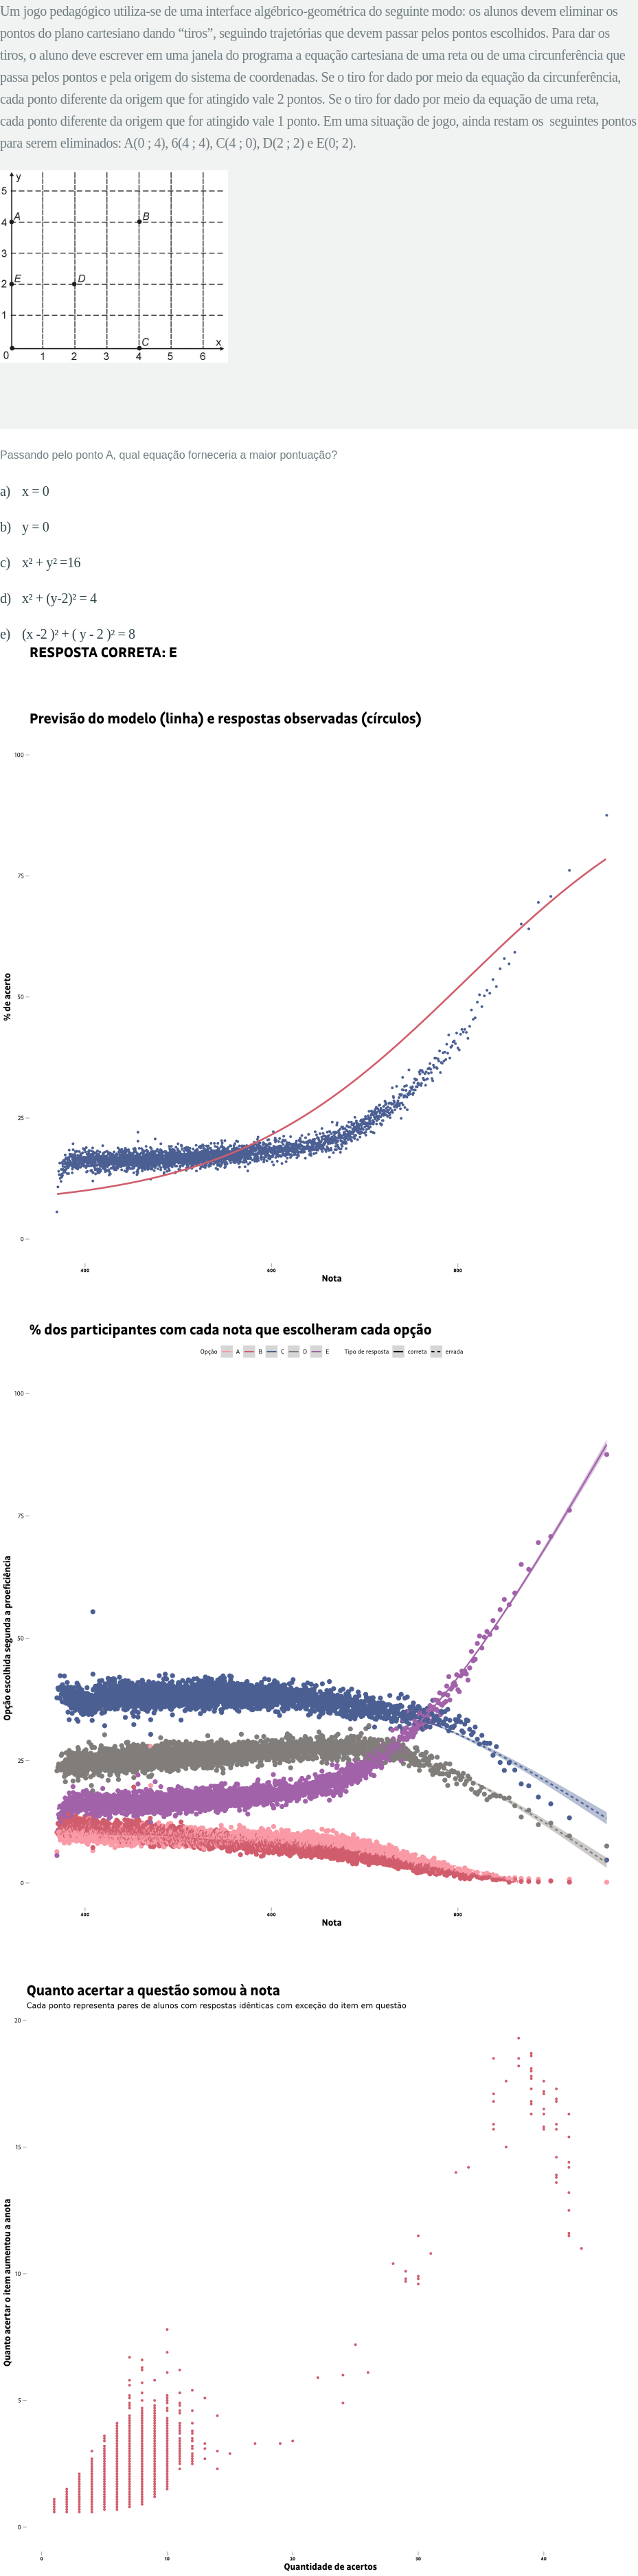 Um jogo pedagógico utiliza-se de uma interface algébrico-geométrica do seguinte modo: os alunos devem eliminar os
pontos do plano cartesiano dando “tiros”, seguindo trajetórias que devem passar pelos pontos escolhidos. Para dar os
tiros, o aluno deve escrever em uma janela do programa a equação cartesiana de uma reta ou de uma circunferência que
passa pelos pontos e pela origem do sistema de coordenadas. Se o tiro for dado por meio da equação da circunferência,
cada ponto diferente da origem que for atingido vale 2 pontos. Se o tiro for dado por meio da equação de uma reta,
cada ponto diferente da origem que for atingido vale 1 ponto. Em uma situação de jogo, ainda restam os seguintes pontos
para serem eliminados: A(0 ; 4), 6(4 ; 4), C(4 ; 0), D(2 ; 2) e E(0; 2).
y
5
4 A B
3
2 E D
1
C x
0 1 2 3 4 5 6
Passando pelo ponto A, qual equação forneceria a maior pontuação?
a) x = 0
b) y = 0
c) x² + y² =16
d) x² + (y-2)² = 4
e) (x -2 )² + ( y - 2 )² = 8
RESPOSTA CORRETA: E
Previsão do modelo (linha) e respostas observadas (círculos)
100
75
50
25
0
% de acerto
400 600 800
Nota
% dos participantes com cada nota que escolheram cada opção
Opção A B C D E Tipo de resposta correta errada
100
75
50
25
0
Opção escolhida segunda a proeficiência
400 600 800
Nota
Quanto acertar a questão somou à nota
Cada ponto representa pares de alunos com respostas idênticas com exceção do item em questão
20
15
10
5
0
Quanto acertar o item aumentou a anota
0 10 20 30 40
Quantidade de acertos